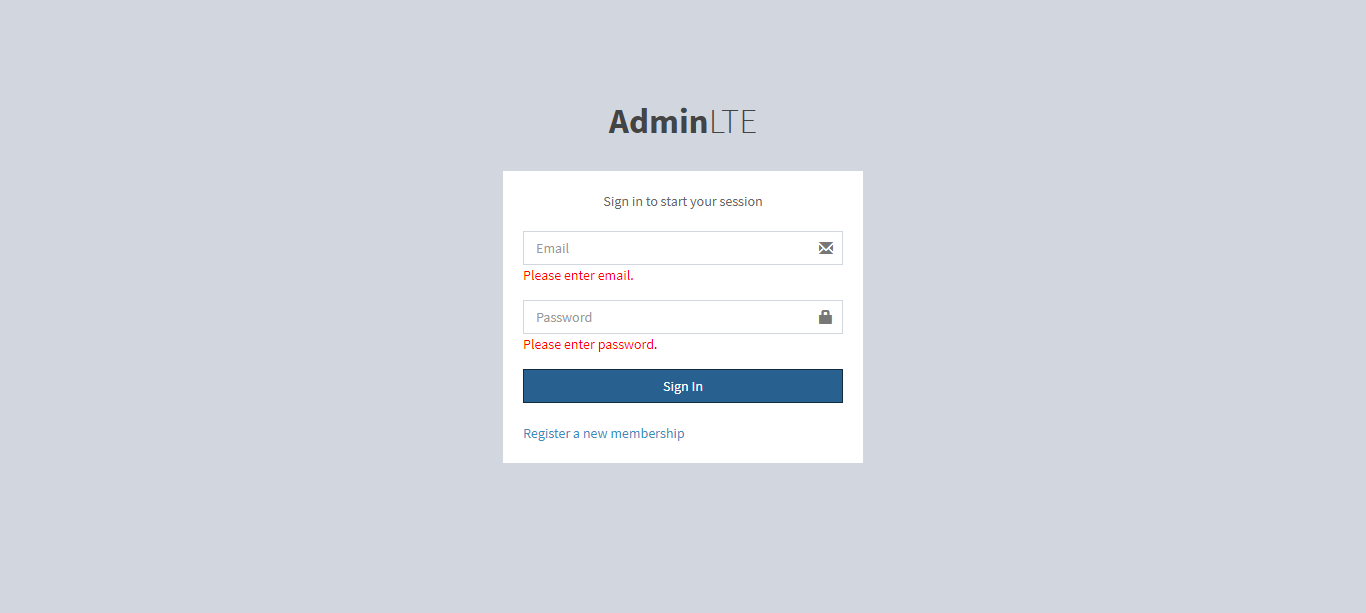 AdminLTE
Sign in to start your session
Email
Please enter email.
Password
Please enter password.
Sign In
Register a new membership